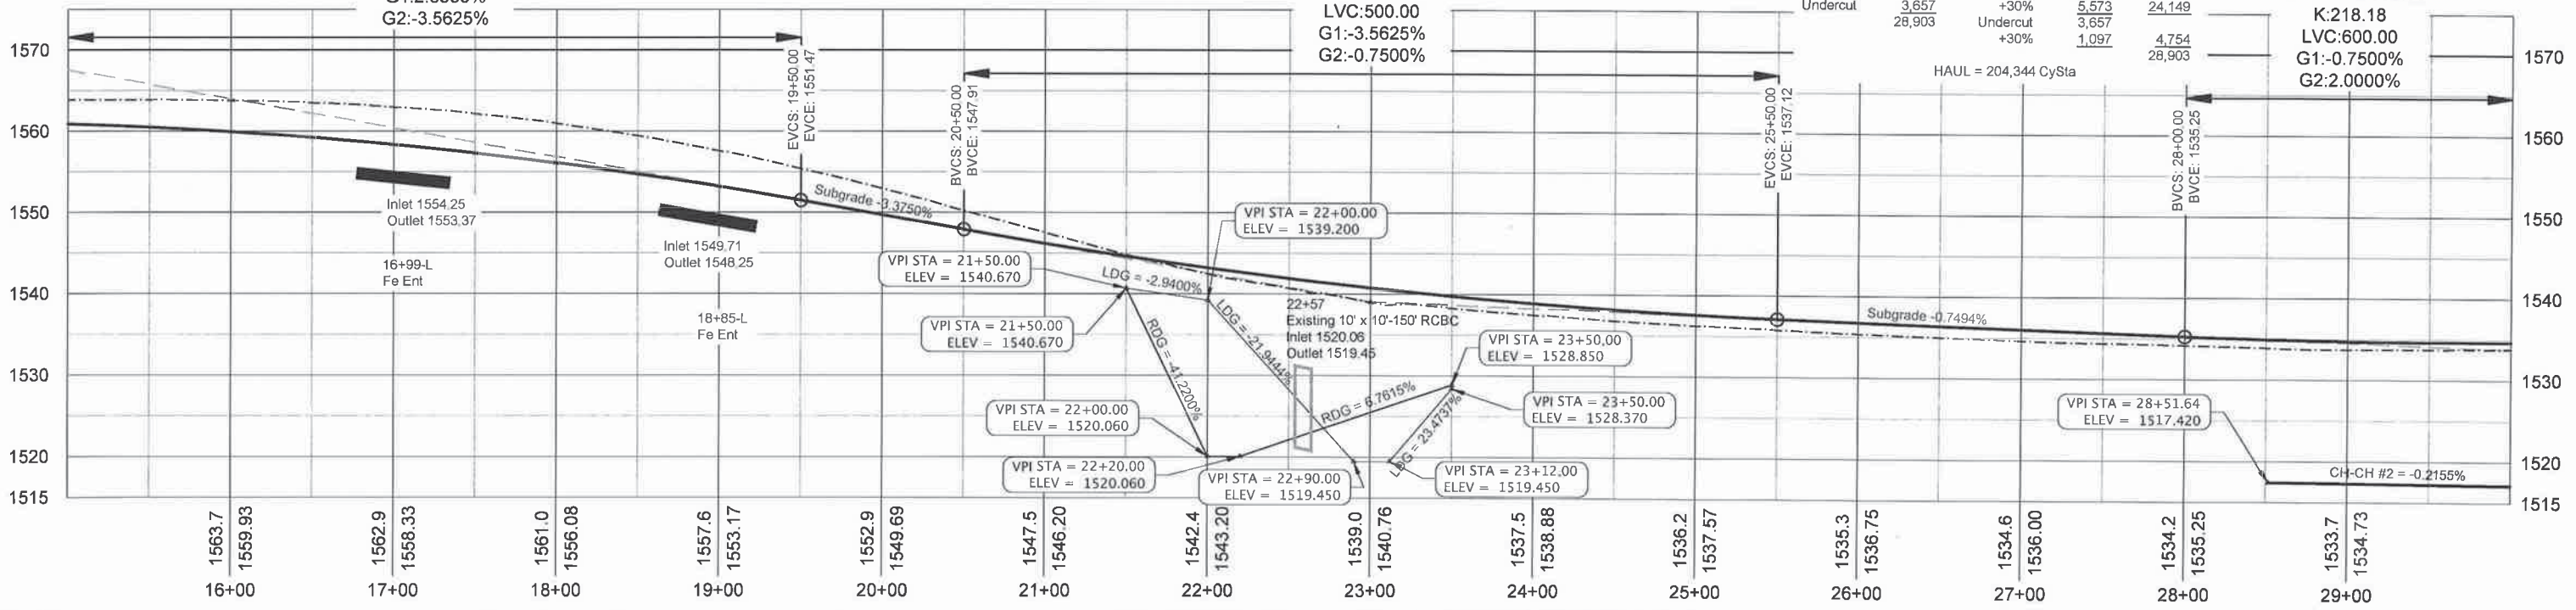 G2:-3.5625%
LVC:500.00
G1:-3.5625%
G2:-0.7500%
Undercut 3,657 +30% 5,573 24,149
28,903 Undercut 3,657
+30% 1,097 4,754
28,903
HAUL = 204,344 CySta
K:218.18
LVC:600.00
G1:-0.7500%
G2:2.0000%
1570
1560
1550
1540
1530
1520
1515
1570
1560
1550
1540
1530
1520
1515
EVCS: 19+50.00
EVCE: 1551.47
BVCS: 20+50.00
BVCE: 1547.91
EVCS: 25+50.00
EVCE: 1537.12
BVCS: 28+00.00
BVCE: 1535.25
Inlet 1554.25
Outlet 1553.37
16+99-L
Fe Ent
Inlet 1549.71
Outlet 1548.25
18+85-L
Fe Ent
Subgrade -3.3750%
VPI STA = 22+00.00
ELEV = 1539.200
VPI STA = 21+50.00
ELEV = 1540.670
LDG = -2.9400%
VPI STA = 21+50.00
ELEV = 1540.670
RDG = -41.2200%
LDG = -21.9444%
22+57
Existing 10' x 10'-150' RCBC
Inlet 1520.06
Outlet 1519.45
Subgrade -0.7494%
VPI STA = 23+50.00
ELEV = 1528.850
RDG = 6.7615%
VPI STA = 23+50.00
ELEV = 1528.370
LDG = 23.4737%
VPI STA = 22+00.00
ELEV = 1520.060
VPI STA = 22+20.00
ELEV = 1520.060
VPI STA = 22+90.00
ELEV = 1519.450
VPI STA = 23+12.00
ELEV = 1519.450
VPI STA = 28+51.64
ELEV = 1517.420
CH-CH #2 = -0.2155%
1563.7
1559.93
1562.9
1558.33
1561.0
1556.08
1557.6
1553.17
1552.9
1549.69
1547.5
1546.20
1542.4
1543.20
1539.0
1540.76
1537.5
1538.88
1536.2
1537.57
1535.3
1536.75
1534.6
1536.00
1534.2
1535.25
1533.7
1534.73
16+00 17+00 18+00 19+00 20+00 21+00 22+00 23+00 24+00 25+00 26+00 27+00 28+00 29+00